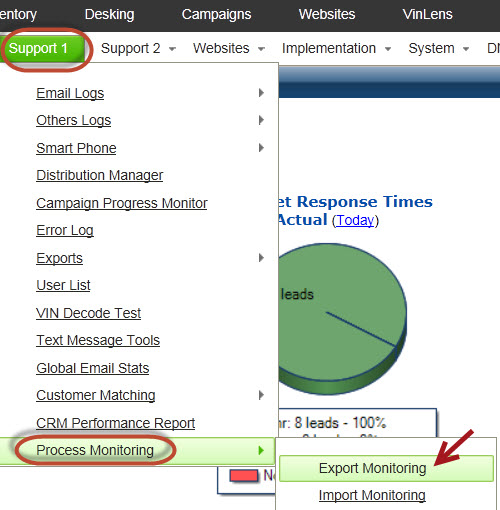 entory Desking Campaigns Websites VinLens
Support 1 Support 2 Websites Implementation System
Email Logs
Others Logs
Smart Phone
Distribution Manager
Campaign Progress Monitor
et Response Times
Error Log
Actual (Today)
Exports
User List
leads
VIN Decode Test
Text Message Tools
Global Email Stats
Customer Matching
CRM Performance Report
hr: 8 leads - 100%
Process Monitoring
Export Monitoring
Import Monitoring